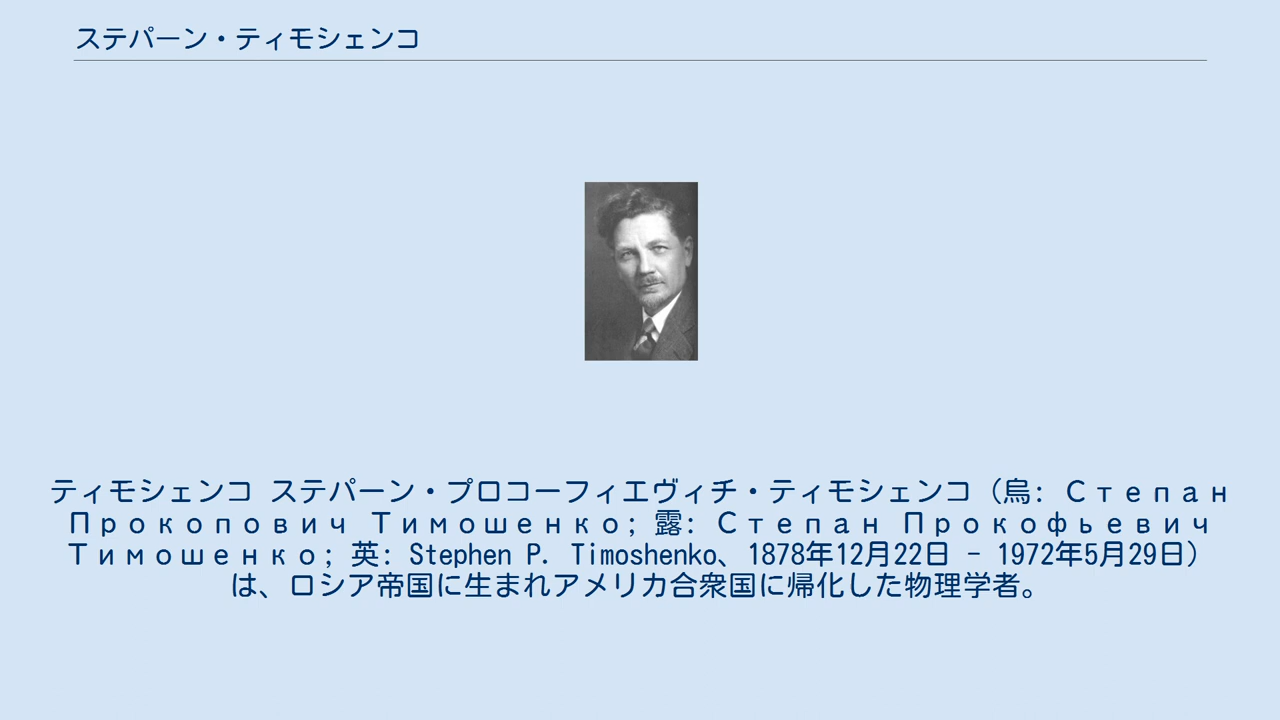 ステパーン・ティモシェンコ
ティモシェンコ ステパーン・プロコーフィエヴィチ・ティモシェンコ（烏: Степан
Прокопович Тимошенко; 露: Степан Прокофьевич
Тимошенко; 英: Stephen P. Timoshenko、1878年12月22日 - 1972年5月29日）
は、ロシア帝国に生まれアメリカ合衆国に帰化した物理学者。